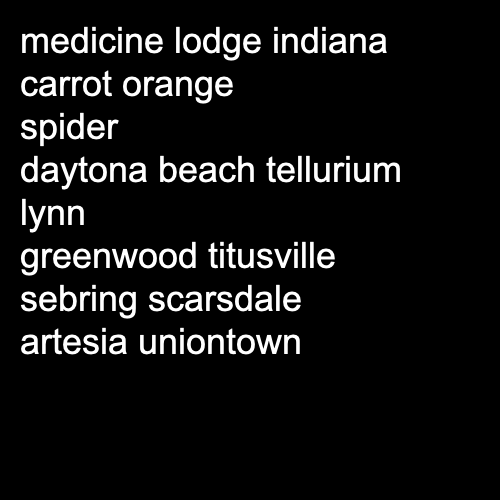 medicine lodge indiana
carrot orange
spider
daytona beach tellurium
lynn
greenwood titusville
sebring scarsdale
artesia uniontown